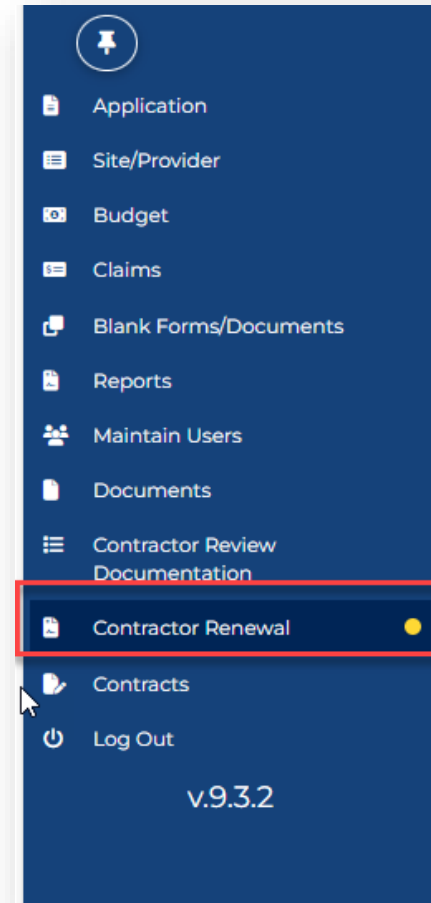 Application
Site/Provider
Budget
Claims
Blank Forms/Documents
Reports
Maintain Users
Documents
Contractor Review
Documentation
Contractor Renewal
Contracts
Log Out
v.9.3.2